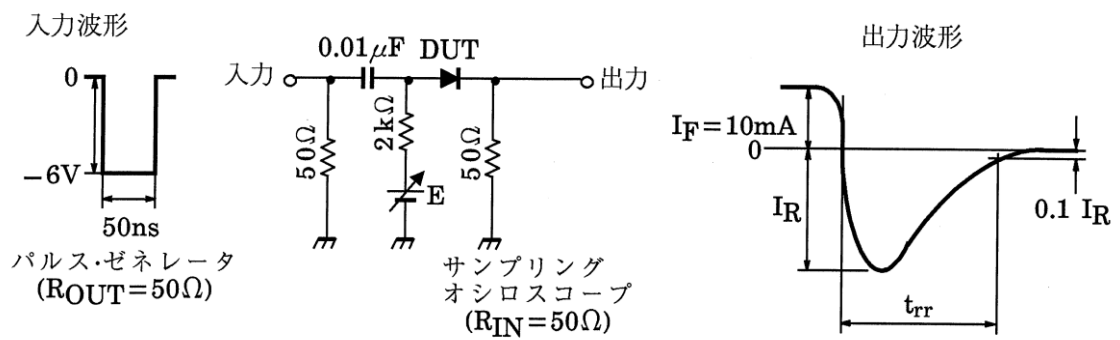 入力波形
0
−6V
50ns
パルス·ゼネレータ
(ROUT=50Ω)
0.01μF DUT
入力
出力
50Ω
2kΩ
E
50Ω
サンプリング
オシロスコープ
(RIN=50Ω)
出力波形
IF=10mA
0
IR
0.1 IR
trr